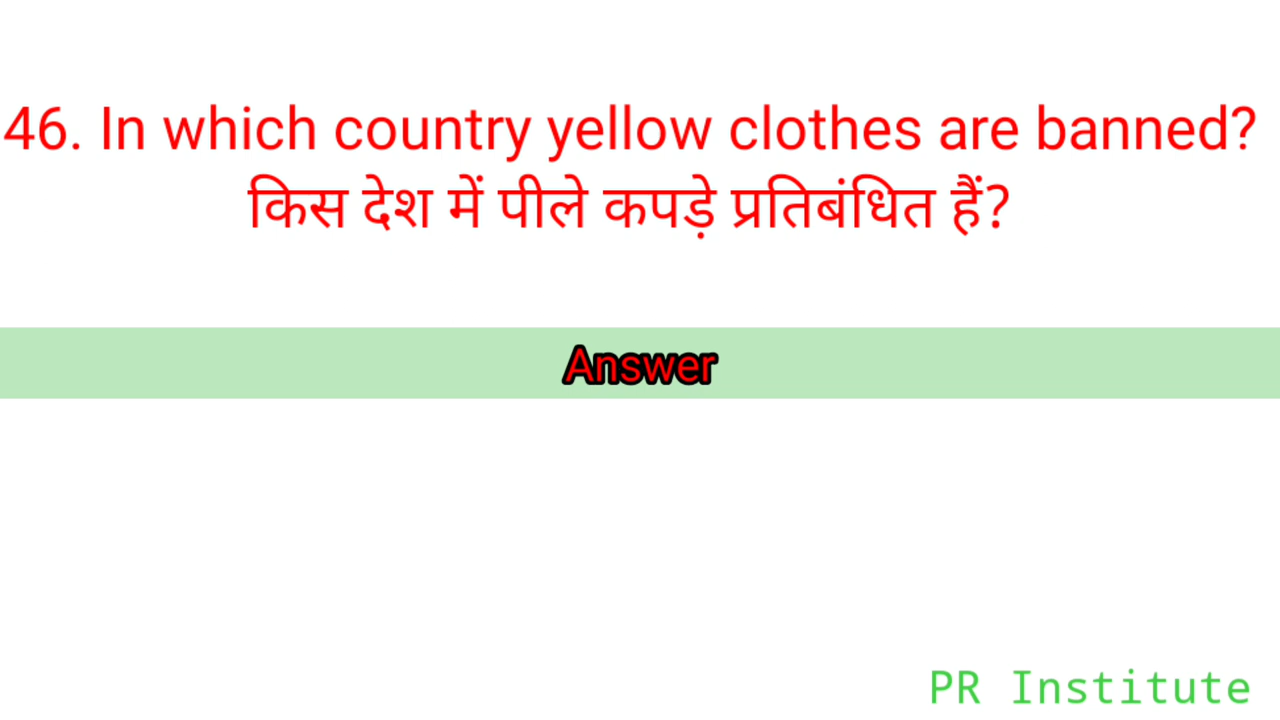 46. In which country yellow clothes are banned?
किस देश में पीले कपड़े प्रतिबंधित हैं?
Answer
PR Institute